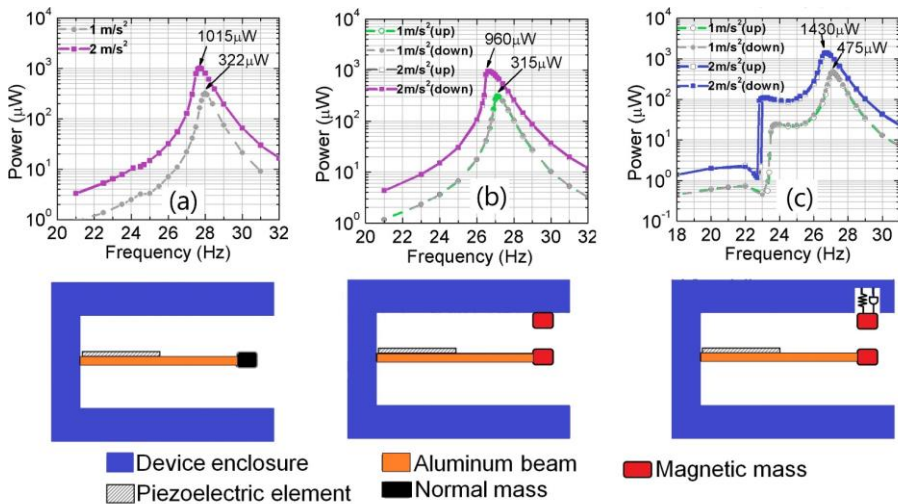 1 m/s²
2 m/s²
1015μW
322μW
Power (μW)
10⁴
10³
10²
10¹
10⁰
20 22 24 26 28 30 32
Frequency (Hz)
(a)
1m/s²(up)
1m/s²(down)
2m/s²(up)
2m/s²(down)
960μW
315μW
Power (μW)
10⁴
10³
10²
10¹
10⁰
20 22 24 26 28 30 32
Frequency (Hz)
(b)
1m/s²(up)
1m/s²(down)
2m/s²(up)
2m/s²(down)
1430μW
475μW
Power (μW)
10⁴
10³
10²
10¹
10⁰
10⁻¹
18 20 22 24 26 28 30
Frequency (Hz)
(c)
Device enclosure
Aluminum beam
Magnetic mass
Piezoelectric element
Normal mass